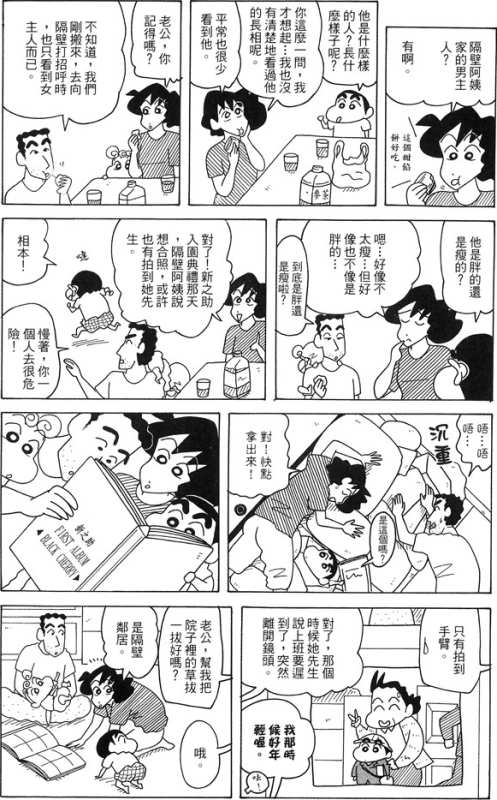 隔壁阿姨
家的男主
人?
有啊。
這個甜餡
餅好吃。
他是什麼樣
的人?長什
麼樣子呢?
你這麼一問,我
才想起…我也沒
有清楚地看過他
的長相呢。
平常也很少
看到他。
麥茶
老公,你
記得嗎?
不知道,我們
剛搬來,去向
隔壁打招呼時
,也只看到女
主人而已。
他是胖的還
是瘦的?
嗯…好像不
太瘦…但好
像也不像是
胖的…
到底是胖還
是瘦啦?
對了!新之助
入園典禮那天
,隔壁阿姨說
想合照,或許
也有拍到她先
生。
相本!
慢著,你一
個人去很危
險!
唔…唔
唔…
沉重
是這個嗎?
對!快點
拿出來!
新之助
FIRST ALBUM
BLACK CHERRY
只有拍到
手臂。
對了,那個
時候她先生
說上班要遲
到了,突然
離開鏡頭。
我那時
候好年
輕喔。
老公,幫我把
院子裡的草拔
一拔好嗎?
哦。
是隔壁
鄰居。